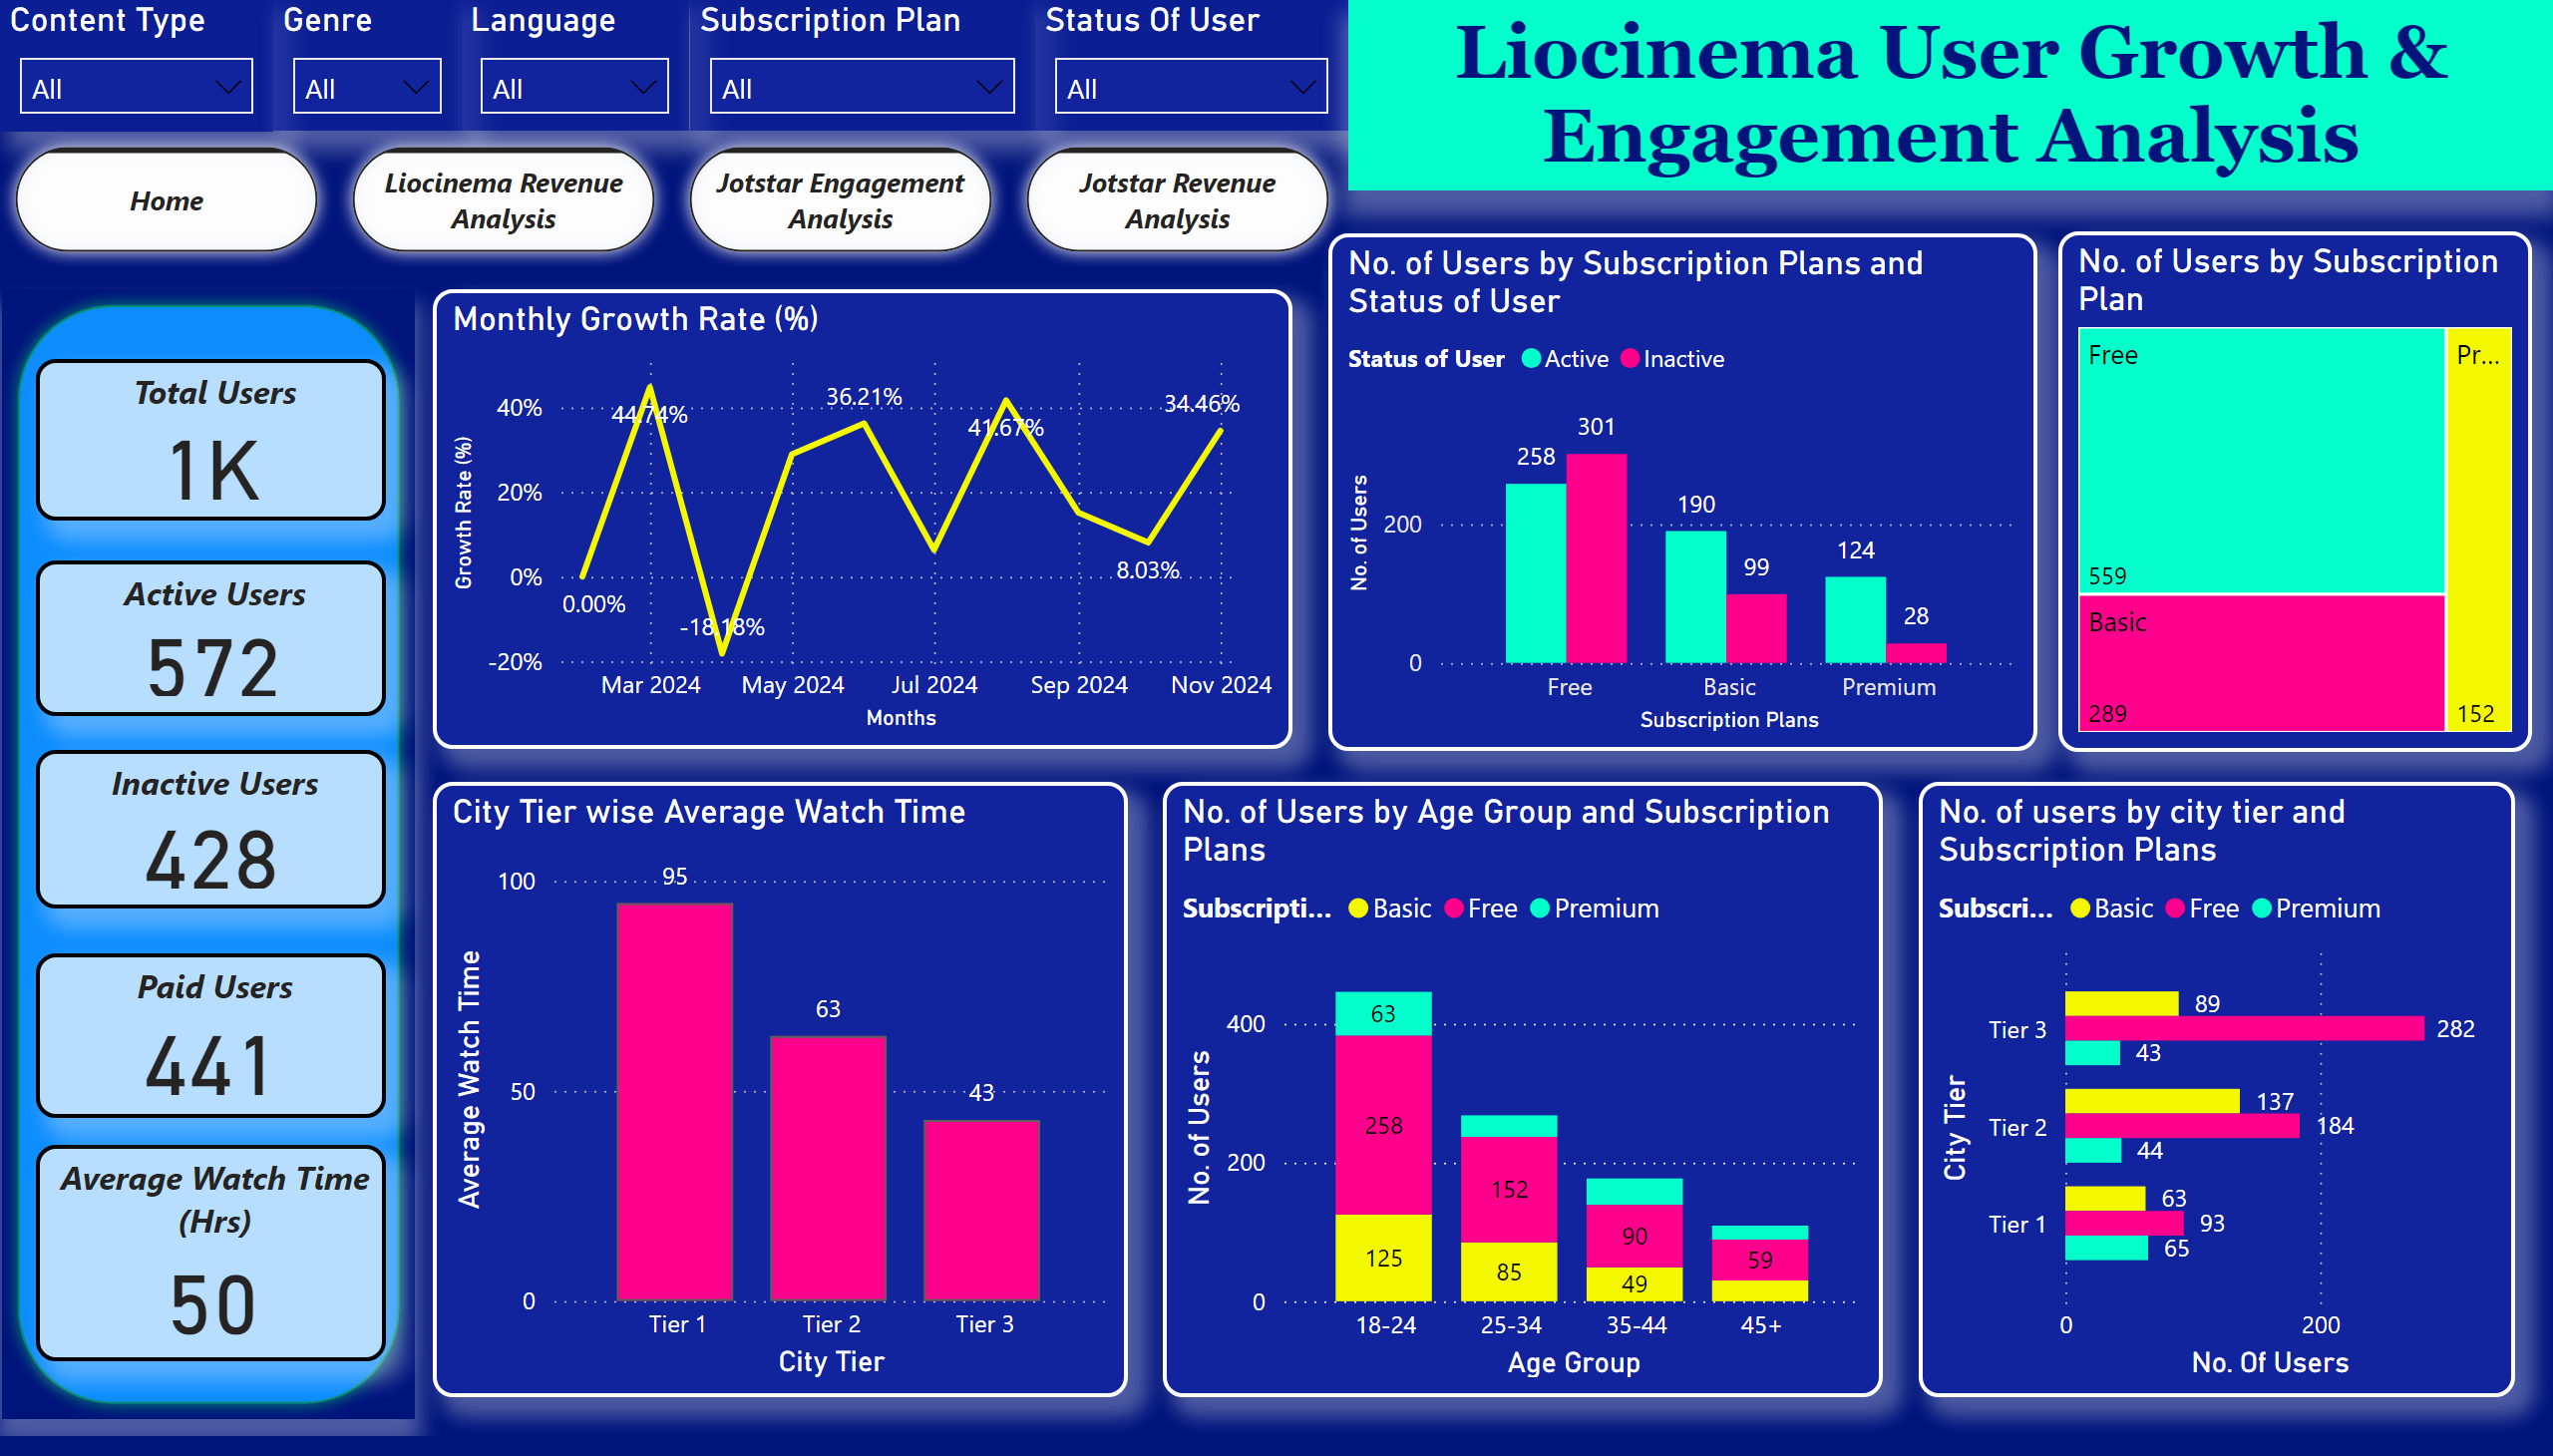 Content Type
Genre
Language
Subscription Plan
Status Of User
All
All
All
All
All
Liocinema User Growth &
Engagement Analysis
Home
Liocinema Revenue
Analysis
Jotstar Engagement
Analysis
Jotstar Revenue
Analysis
Total Users
1K
Active Users
572
Inactive Users
428
Paid Users
441
Average Watch Time
(Hrs)
50
Monthly Growth Rate (%)
Growth Rate (%)
40%
20%
0%
-20%
0.00%
44.74%
-18.18%
36.21%
41.67%
8.03%
34.46%
Mar 2024
May 2024
Jul 2024
Sep 2024
Nov 2024
Months
No. of Users by Subscription Plans and
Status of User
Status of User
Active
Inactive
No. of Users
200
0
258
301
190
99
124
28
Free
Basic
Premium
Subscription Plans
No. of Users by Subscription
Plan
Free
559
Basic
289
Pr...
152
City Tier wise Average Watch Time
Average Watch Time
100
50
0
95
63
43
Tier 1
Tier 2
Tier 3
City Tier
No. of Users by Age Group and Subscription
Plans
Subscripti...
Basic
Free
Premium
No. of Users
400
200
0
63
258
125
152
85
90
49
59
18-24
25-34
35-44
45+
Age Group
No. of users by city tier and
Subscription Plans
Subscri...
Basic
Free
Premium
City Tier
Tier 3
89
282
43
Tier 2
137
184
44
Tier 1
63
93
65
0
200
No. Of Users